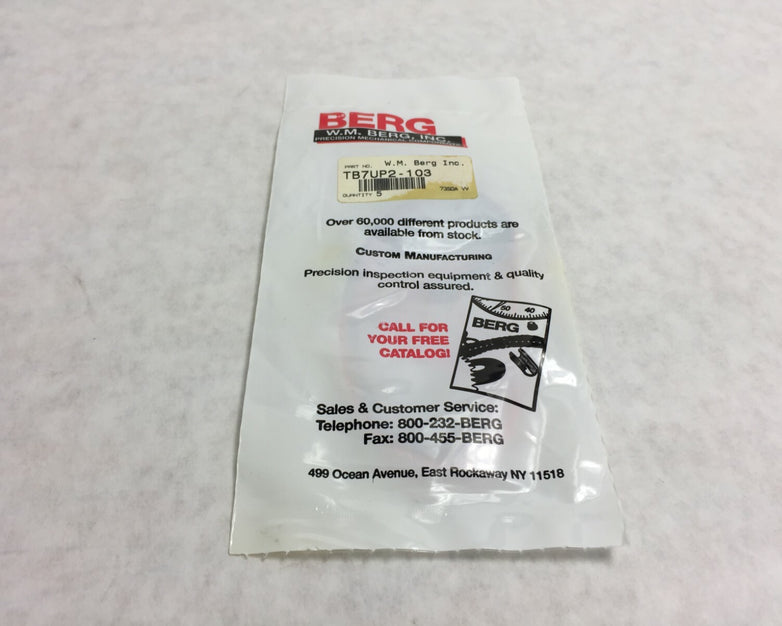 BERG
W.M. BERG, INC.
PRECISION MECHANICAL COMPONENTS
PART NO. W.M. Berg Inc.
TB7UP2-103
QUANTITY 5
Over 60,000 different products are
available from stock.
CUSTOM MANUFACTURING
Precision inspection equipment & quality
control assured.
50 40
BERG
CALL FOR
YOUR FREE
CATALOG!
Sales & Customer Service:
Telephone: 800-232-BERG
Fax: 800-455-BERG
499 Ocean Avenue, East Rockaway NY 11518